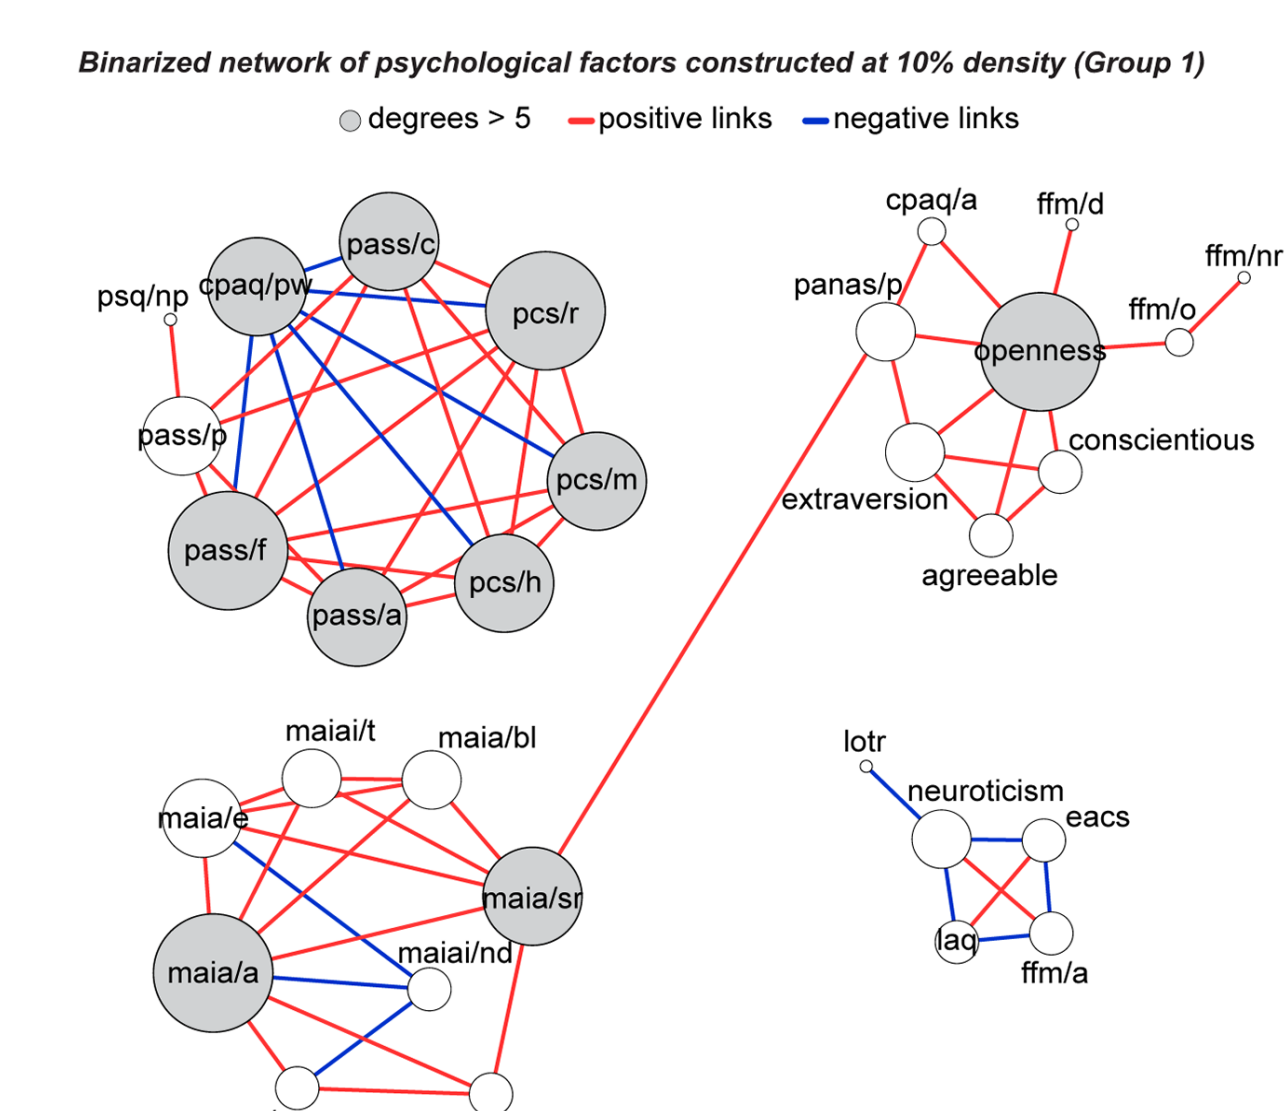 Binarized network of psychological factors constructed at 10% density (Group 1)
degrees > 5 positive links negative links
pass/c
cpaq/pw
psq/np
pcs/r
pass/p
pcs/m
pass/f
pcs/h
pass/a
cpaq/a
ffm/d
ffm/nr
panas/p
ffm/o
openness
conscientious
extraversion
agreeable
maiai/t
maia/bl
maia/e
maia/sr
maiai/nd
maia/a
lotr
neuroticism
eacs
laq
ffm/a